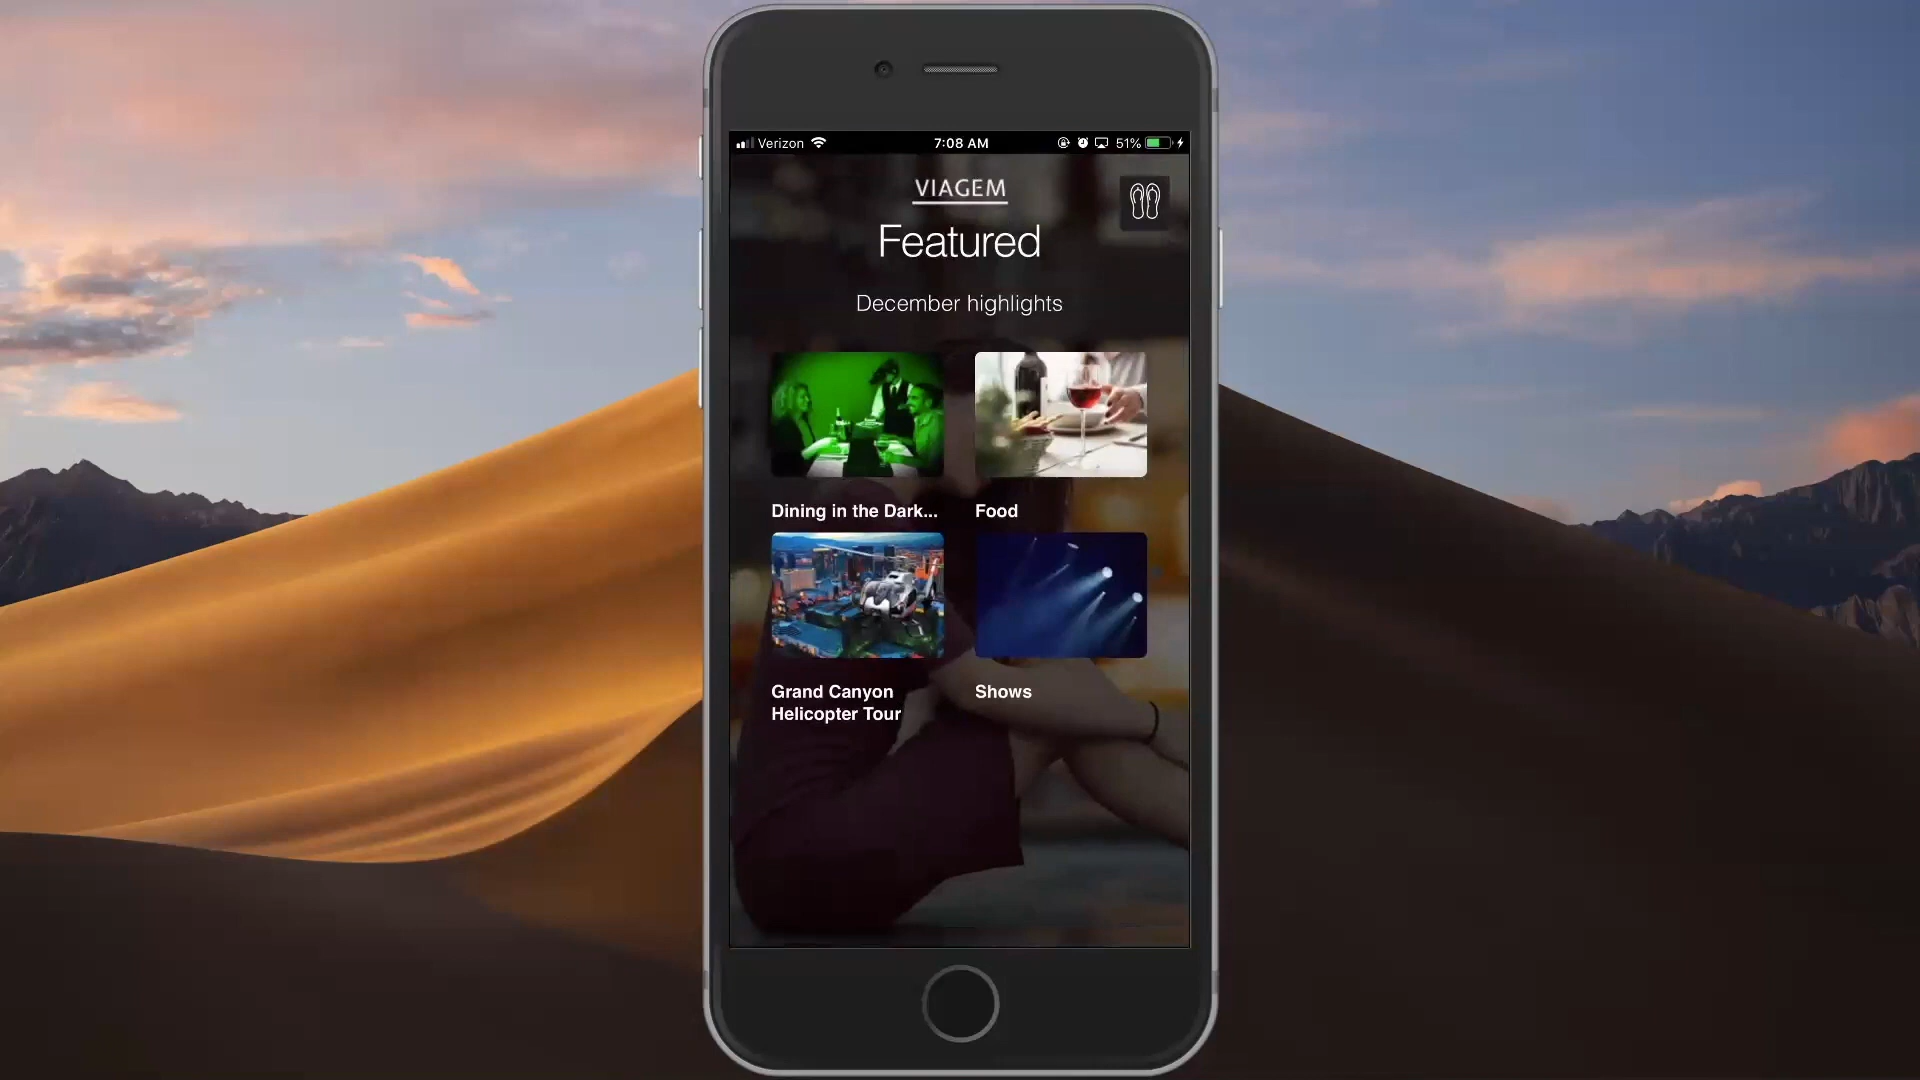 Verizon
7:08 AM
51%
VIAGEM
Featured
December highlights
Dining in the Dark...
Food
Grand Canyon
Helicopter Tour
Shows